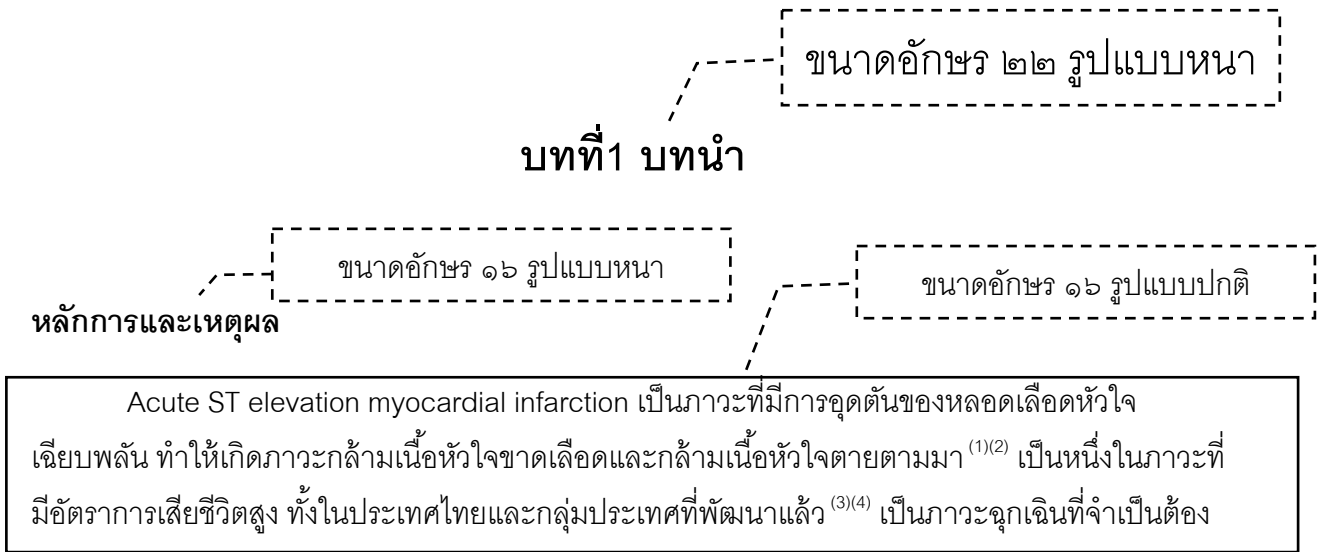 ขนาดอักษร ๒๒ รูปแบบหนา
บทที่1 บทนำ
ขนาดอักษร ๑๖ รูปแบบหนา
ขนาดอักษร ๑๖ รูปแบบปกติ
หลักการและเหตุผล
Acute ST elevation myocardial infarction เป็นภาวะที่มีการอุดตันของหลอดเลือดหัวใจ
เฉียบพลัน ทำให้เกิดภาวะกล้ามเนื้อหัวใจขาดเลือดและกล้ามเนื้อหัวใจตายตามมา (1)(2) เป็นหนึ่งในภาวะที่
มีอัตราการเสียชีวิตสูง ทั้งในประเทศไทยและกลุ่มประเทศที่พัฒนาแล้ว (3)(4) เป็นภาวะฉุกเฉินที่จำเป็นต้อง